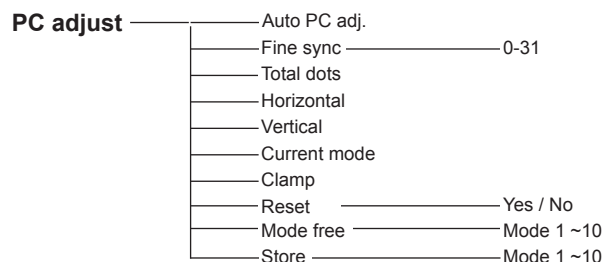 PC adjust Auto PC adj.
Fine sync 0-31
Total dots
Horizontal
Vertical
Current mode
Clamp
Reset Yes / No
Mode free Mode 1 ~10
Store Mode 1 ~10